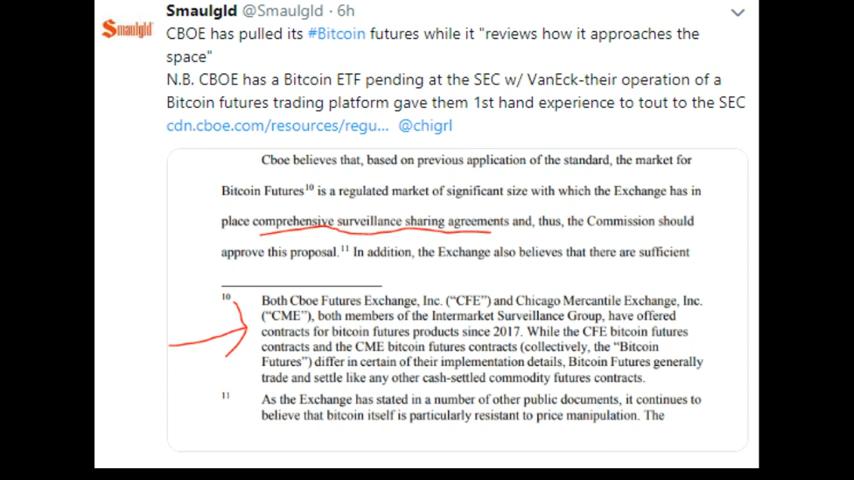 Smaulgld @Smaulgld · 6h
Smaulgld
CBOE has pulled its #Bitcoin futures while it "reviews how it approaches the
space"
N.B. CBOE has a Bitcoin ETF pending at the SEC w/ VanEck-their operation of a
Bitcoin futures trading platform gave them 1st hand experience to tout to the SEC
cdn.cboe.com/resources/regu... @chigrl
Cboe believes that, based on previous application of the standard, the market for
Bitcoin Futures¹⁰ is a regulated market of significant size with which the Exchange has in
place comprehensive surveillance sharing agreements and, thus, the Commission should
approve this proposal.¹¹ In addition, the Exchange also believes that there are sufficient
10 Both Cboe Futures Exchange, Inc. ("CFE") and Chicago Mercantile Exchange, Inc.
("CME"), both members of the Intermarket Surveillance Group, have offered
contracts for bitcoin futures products since 2017. While the CFE bitcoin futures
contracts and the CME bitcoin futures contracts (collectively, the "Bitcoin
Futures") differ in certain of their implementation details, Bitcoin Futures generally
trade and settle like any other cash-settled commodity futures contracts.
11 As the Exchange has stated in a number of other public documents, it continues to
believe that bitcoin itself is particularly resistant to price manipulation. The